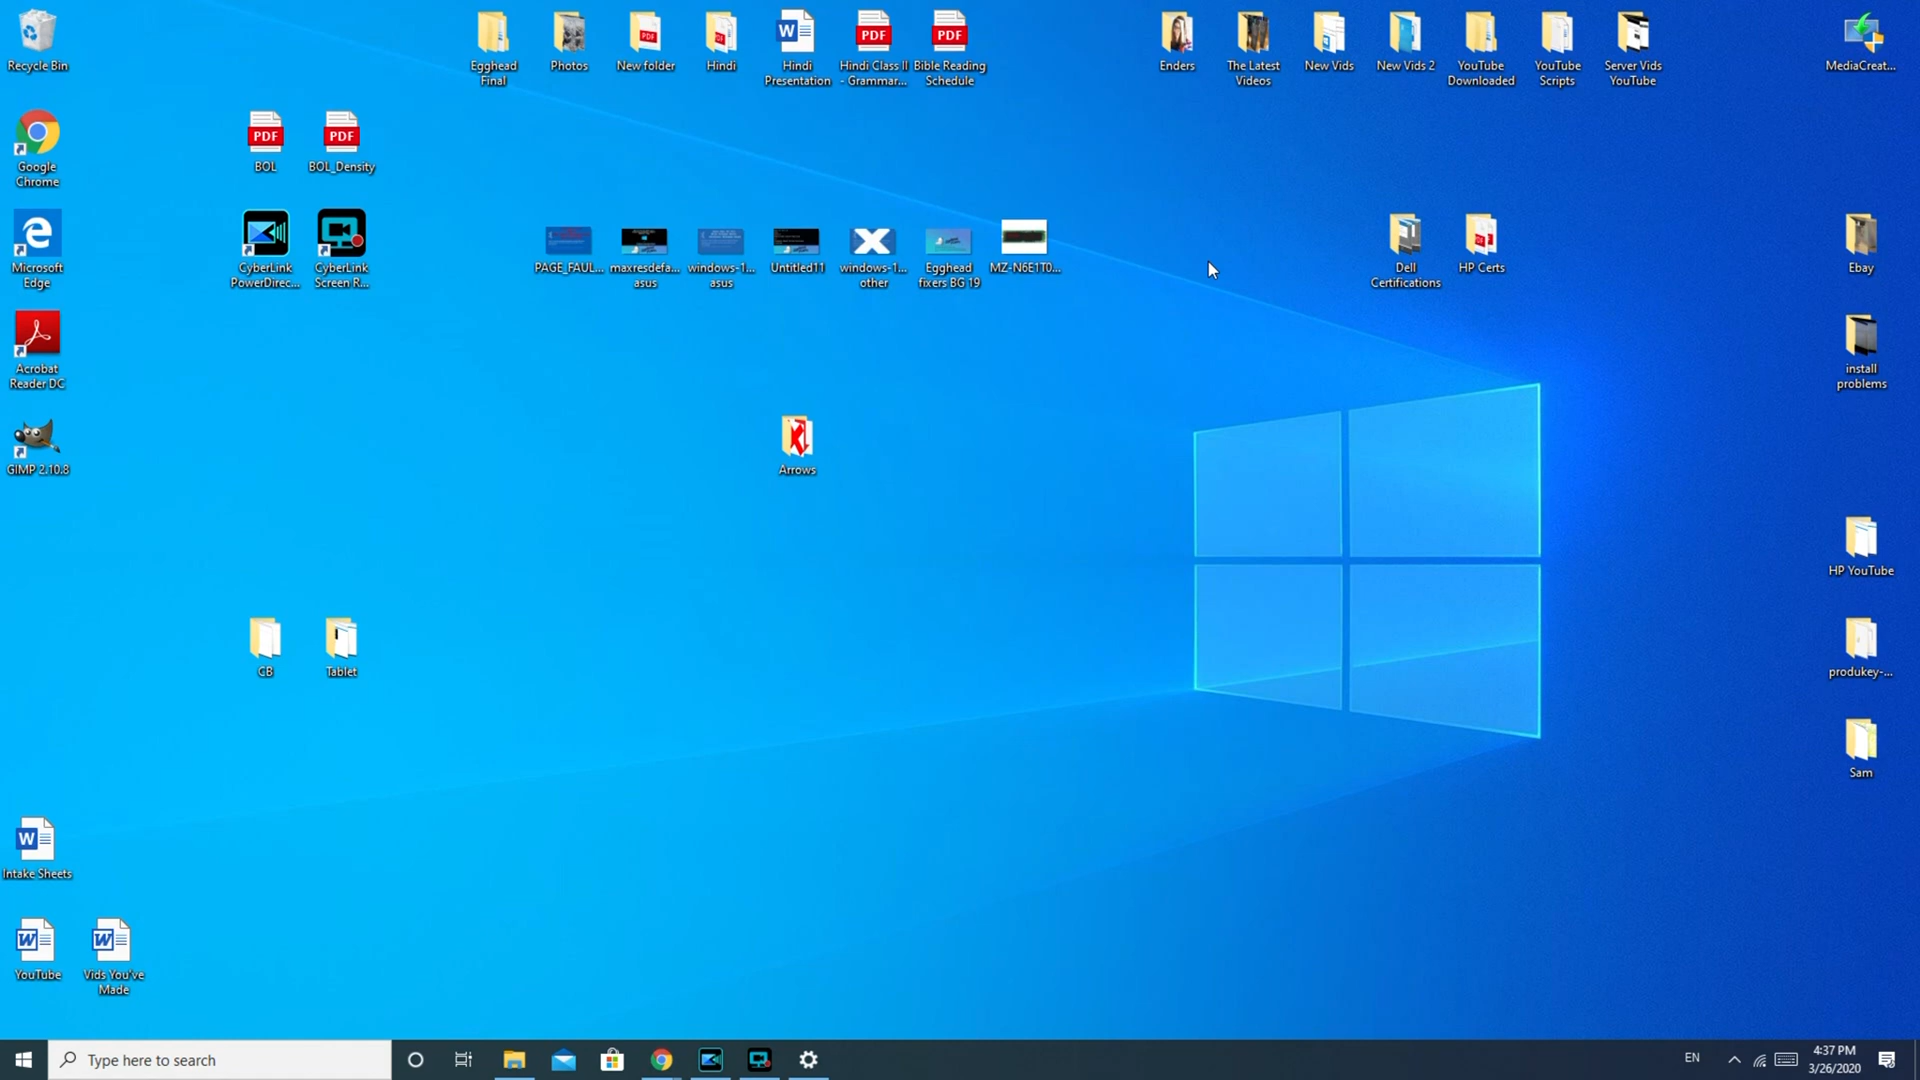 Recycle Bin
Egghead
Final
Photos
New folder
Hindi
Hindi
Presentation
Hindi Class II
- Grammar...
Bible Reading
Schedule
Enders
The Latest
Videos
New Vids
New Vids 2
YouTube
Downloaded
YouTube
Scripts
Server Vids
YouTube
MediaCreat...
W
PDF
PDF
Google
Chrome
PDF
BOL
PDF
BOL_Density
Microsoft
Edge
CyberLink
PowerDirec...
CyberLink
Screen R...
PAGE_FAUL...
maxresdefa...
asus
windows-1...
asus
Untitled11
windows-1...
other
Egghead
fixers BG 19
MZ-N6E1T0...
Dell
Certifications
HP Certs
Ebay
Acrobat
Reader DC
install
problems
GIMP 2.10.8
Arrows
HP YouTube
CB
Tablet
produkey-...
Sam
W
Intake Sheets
W
YouTube
W
Vids You've
Made
Type here to search
EN
4:37 PM
3/26/2020